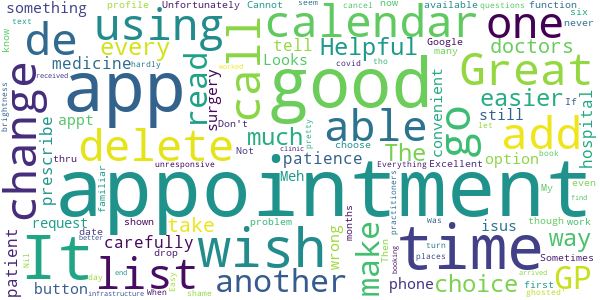 something
profile
Unfortunately
Cannot
seem
cancel
now
available
questions
function
text
received
hardly
worked
covid
tho
Google
many
six
never
know
de
using
every
medicine
Looks
tell
Helpful
call
calendar
one
doctors
Great
app
good
read
surgery
appt
thru
much
able
easier
still
convenient
go
add
hospital
brightness
change
prescribe
delete
Don't
Not
clinic
pretty
let
If
book
choose
The
option
patience
unresponsive
familiar
Meh
Everything
Excellent
My
even
find
appointment
practitioners
request
shown
take
problem
months
was
Then
though
work
date
better
carefully
wrong
make
places
turn
isus
way
time
Sometimes
It
wish
patient
Nil
day
drop
end
Easy
button
list
another
phone
choice
first
GP
booking
arrived
ghosted
infrastructure
When
shame